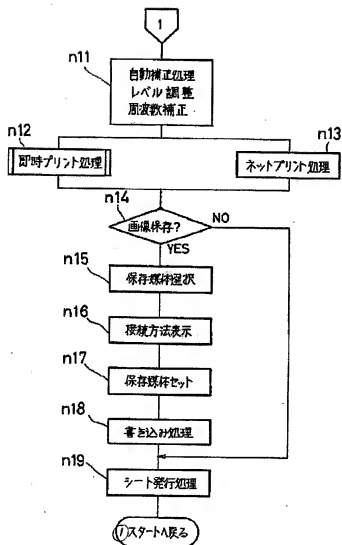 1
n11
自動補正処理
レベル調整
周波数補正
n12
即時プリント処理
n13
ネットプリント処理
n14
画像保存?
NO
YES
n15
保存媒体選択
n16
接続方法表示
n17
保存媒体セット
n18
書き込み処理
n19
シート発行処理
①スタートへ戻る